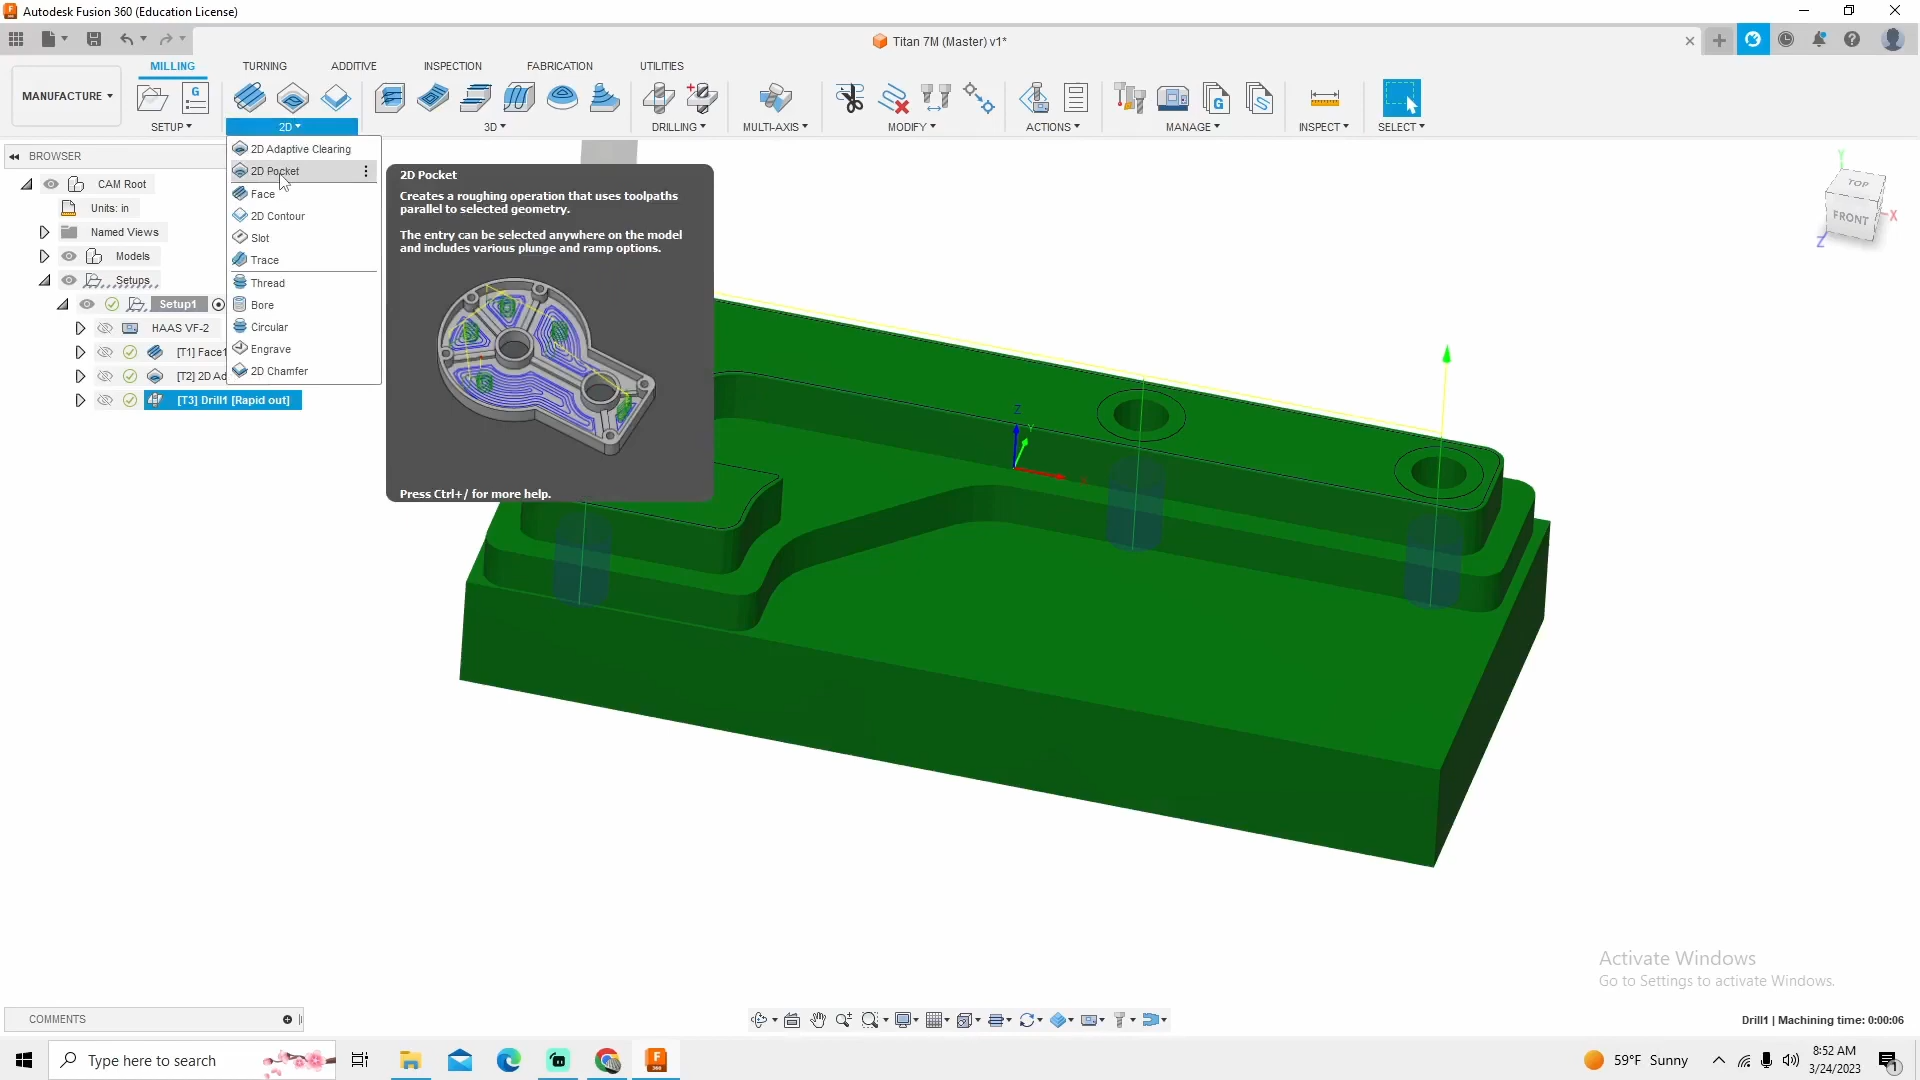 Autodesk Fusion 360 (Education License)
Titan 7M (Master) v1*
MILLING
TURNING
ADDITIVE
INSPECTION
FABRICATION
UTILITIES
MANUFACTURE
SETUP
2D
3D
DRILLING
MULTI-AXIS
MODIFY
ACTIONS
MANAGE
INSPECT
SELECT
BROWSER
CAM Root
Units: in
Named Views
Models
Setups
Setup1
HAAS VF-2
[T1] Face1
[T2] 2D Ad
[T3] Drill1 [Rapid out]
2D Adaptive Clearing
2D Pocket
Face
2D Contour
Slot
Trace
Thread
Bore
Circular
Engrave
2D Chamfer
2D Pocket
Creates a roughing operation that uses toolpaths
parallel to selected geometry.
The entry can be selected anywhere on the model
and includes various plunge and ramp options.
Press Ctrl+/ for more help.
Y
TOP
FRONT
X
Z
Z
Y
X
G
G
Activate Windows
Go to Settings to activate Windows.
COMMENTS
Drill1 | Machining time: 0:00:06
Type here to search
F
360
59°F Sunny
8:52 AM
3/24/2023
1